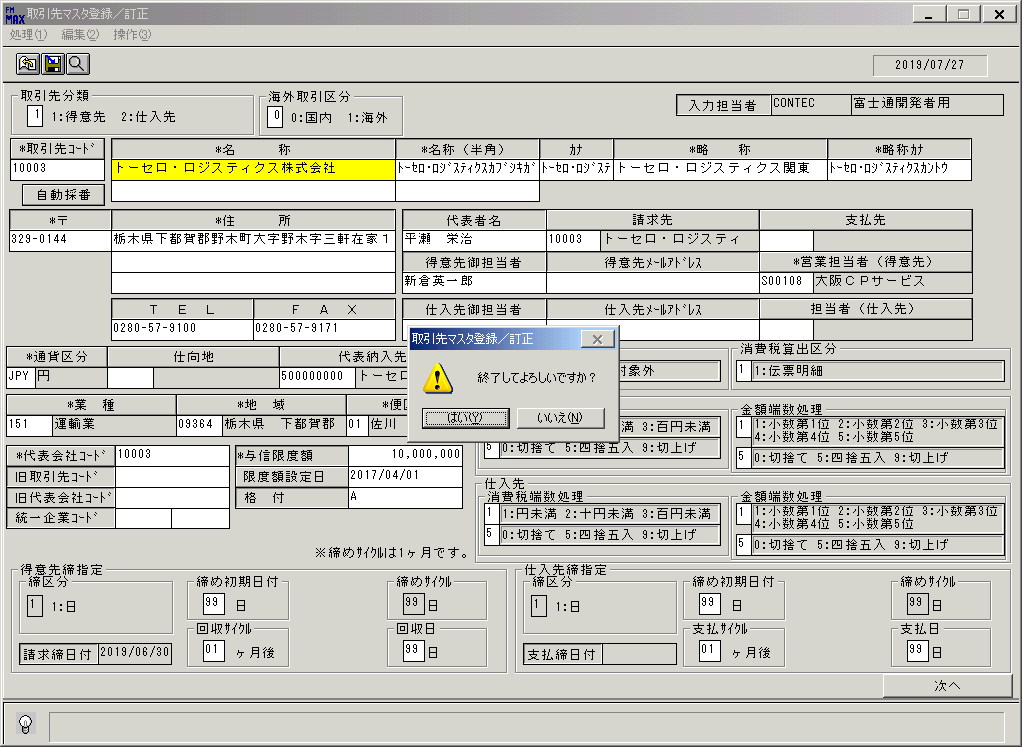 FM MAX 取引先マスタ登録／訂正
処理(1) 編集(2) 操作(3)
2019/07/27
取引先分類 海外取引区分
1 1:得意先 2:仕入先 0 0:国内 1:海外 入力担当者 CONTEC 富士通開発者用
*取引先ｺｰﾄﾞ *名 称 *名称（半角） ｶﾅ *略 称 *略称ｶﾅ
10003 トーセロ・ロジスティクス株式会社 ﾄｰｾﾛ･ﾛｼﾞｽﾃｨｸｽｶﾌﾞｼｷｶﾞ ﾄｰｾﾛ･ﾛｼﾞｽﾃ トーセロ・ロジスティクス関東 ﾄｰｾﾛ･ﾛｼﾞｽﾃｨｸｽｶﾝﾄｳ
自動採番
*〒 *住 所 代表者名 請求先 支払先
329-0144 栃木県下都賀郡野木町大字野木字三軒在家１ 平瀬 栄治 10003 トーセロ・ロジスティ
得意先御担当者 得意先ﾒｰﾙｱﾄﾞﾚｽ *営業担当者（得意先）
新倉英一郎 S00108 大阪ＣＰサービス
ＴＥＬ ＦＡＸ 仕入先御担当者 仕入先ﾒｰﾙｱﾄﾞﾚｽ 担当者（仕入先）
0280-57-9100 0280-57-9171
取引先マスタ登録／訂正
終了してよろしいですか？
はい(Y) いいえ(N)
*通貨区分 仕向地 代表納入先 消費税算出区分
JPY 円 500000000 トーセロ 対象外 1 1:伝票明細
*業 種 *地 域 *便区
151 運輸業 09364 栃木県 下都賀郡 01 佐川
満 3:百円未満
5 0:切捨て 5:四捨五入 9:切上げ
金額端数処理
1 1:小数第1位 2:小数第2位 3:小数第3位
4:小数第4位 5:小数第5位
5 0:切捨て 5:四捨五入 9:切上げ
*代表会社ｺｰﾄﾞ 10003 *与信限度額 10,000,000
旧取引先ｺｰﾄﾞ 限度額設定日 2017/04/01
旧代表会社ｺｰﾄﾞ 格 付 A
統一企業ｺｰﾄﾞ
仕入先
消費税端数処理 金額端数処理
1 1:円未満 2:十円未満 3:百円未満 1 1:小数第1位 2:小数第2位 3:小数第3位
4:小数第4位 5:小数第5位
5 0:切捨て 5:四捨五入 9:切上げ 5 0:切捨て 5:四捨五入 9:切上げ
※締めｻｲｸﾙは１ヶ月です。
得意先締指定 仕入先締指定
締区分 締め初期日付 締めｻｲｸﾙ 締区分 締め初期日付 締めｻｲｸﾙ
1 1:日 99 日 99 日 1 1:日 99 日 99 日
回収ｻｲｸﾙ 回収日 支払ｻｲｸﾙ 支払日
請求締日付 2019/06/30 01 ヶ月後 99 日 支払締日付 01 ヶ月後 99 日
次へ